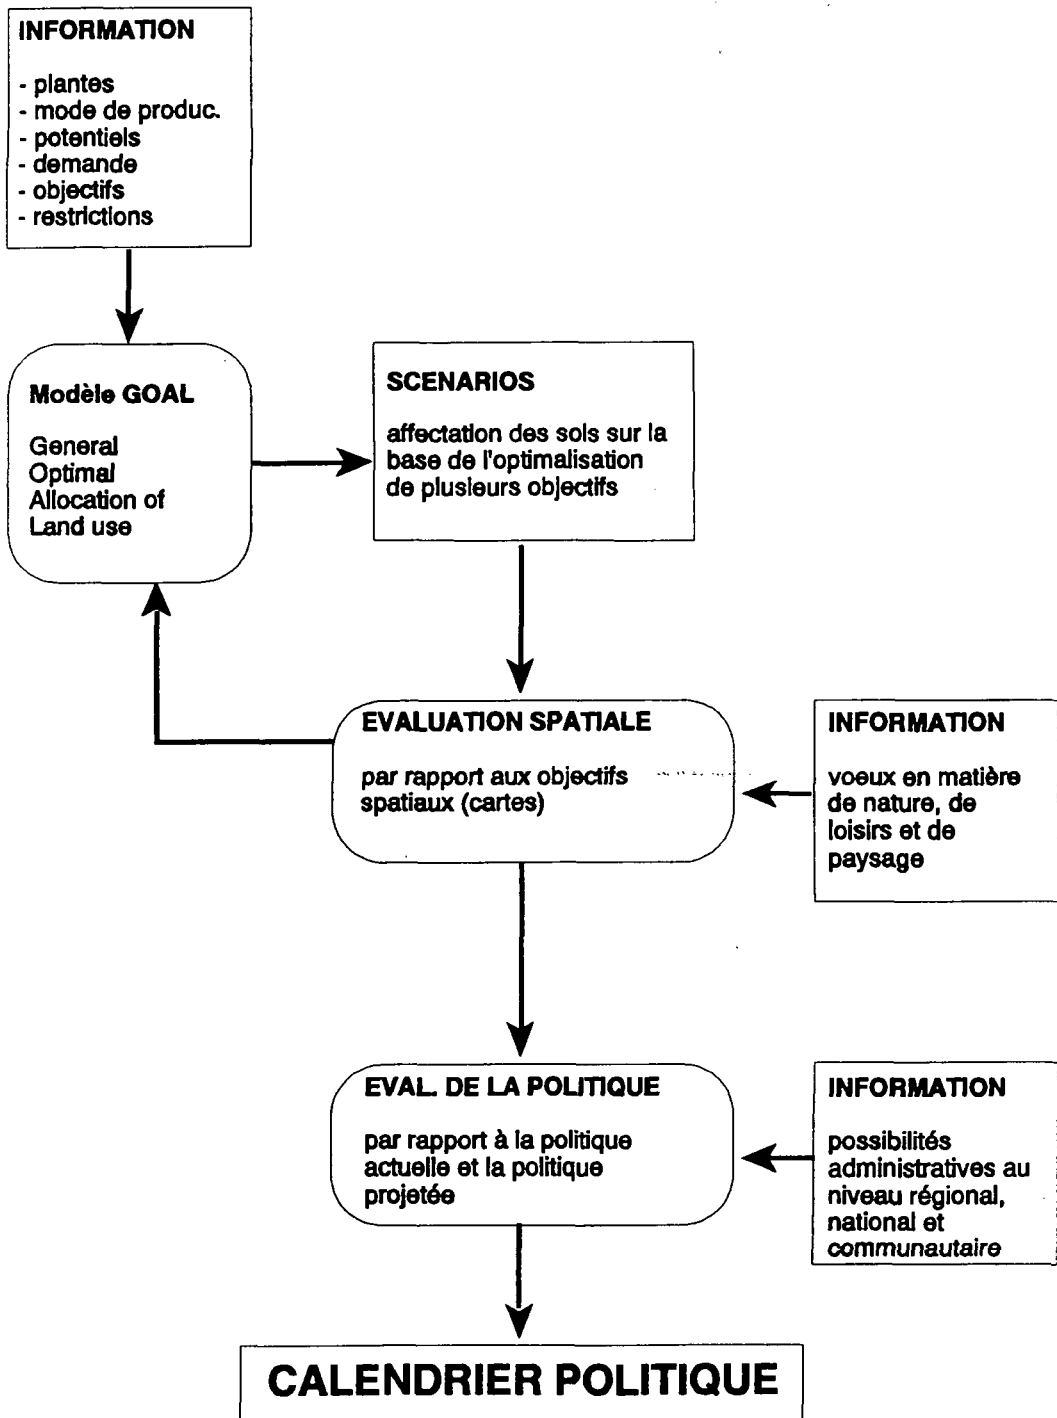 INFORMATION
- plantes
- mode de produc.
- potentiels
- demande
- objectifs
- restrictions
Modèle GOAL
General
Optimal
Allocation of
Land use
SCENARIOS
affectation des sols sur la
base de l'optimalisation
de plusieurs objectifs
EVALUATION SPATIALE
par rapport aux objectifs
spatiaux (cartes)
INFORMATION
voeux en matière
de nature, de
loisirs et de
paysage
EVAL. DE LA POLITIQUE
par rapport à la politique
actuelle et la politique
projetée
INFORMATION
possibilités
administratives au
niveau régional,
national et
communautaire
CALENDRIER POLITIQUE